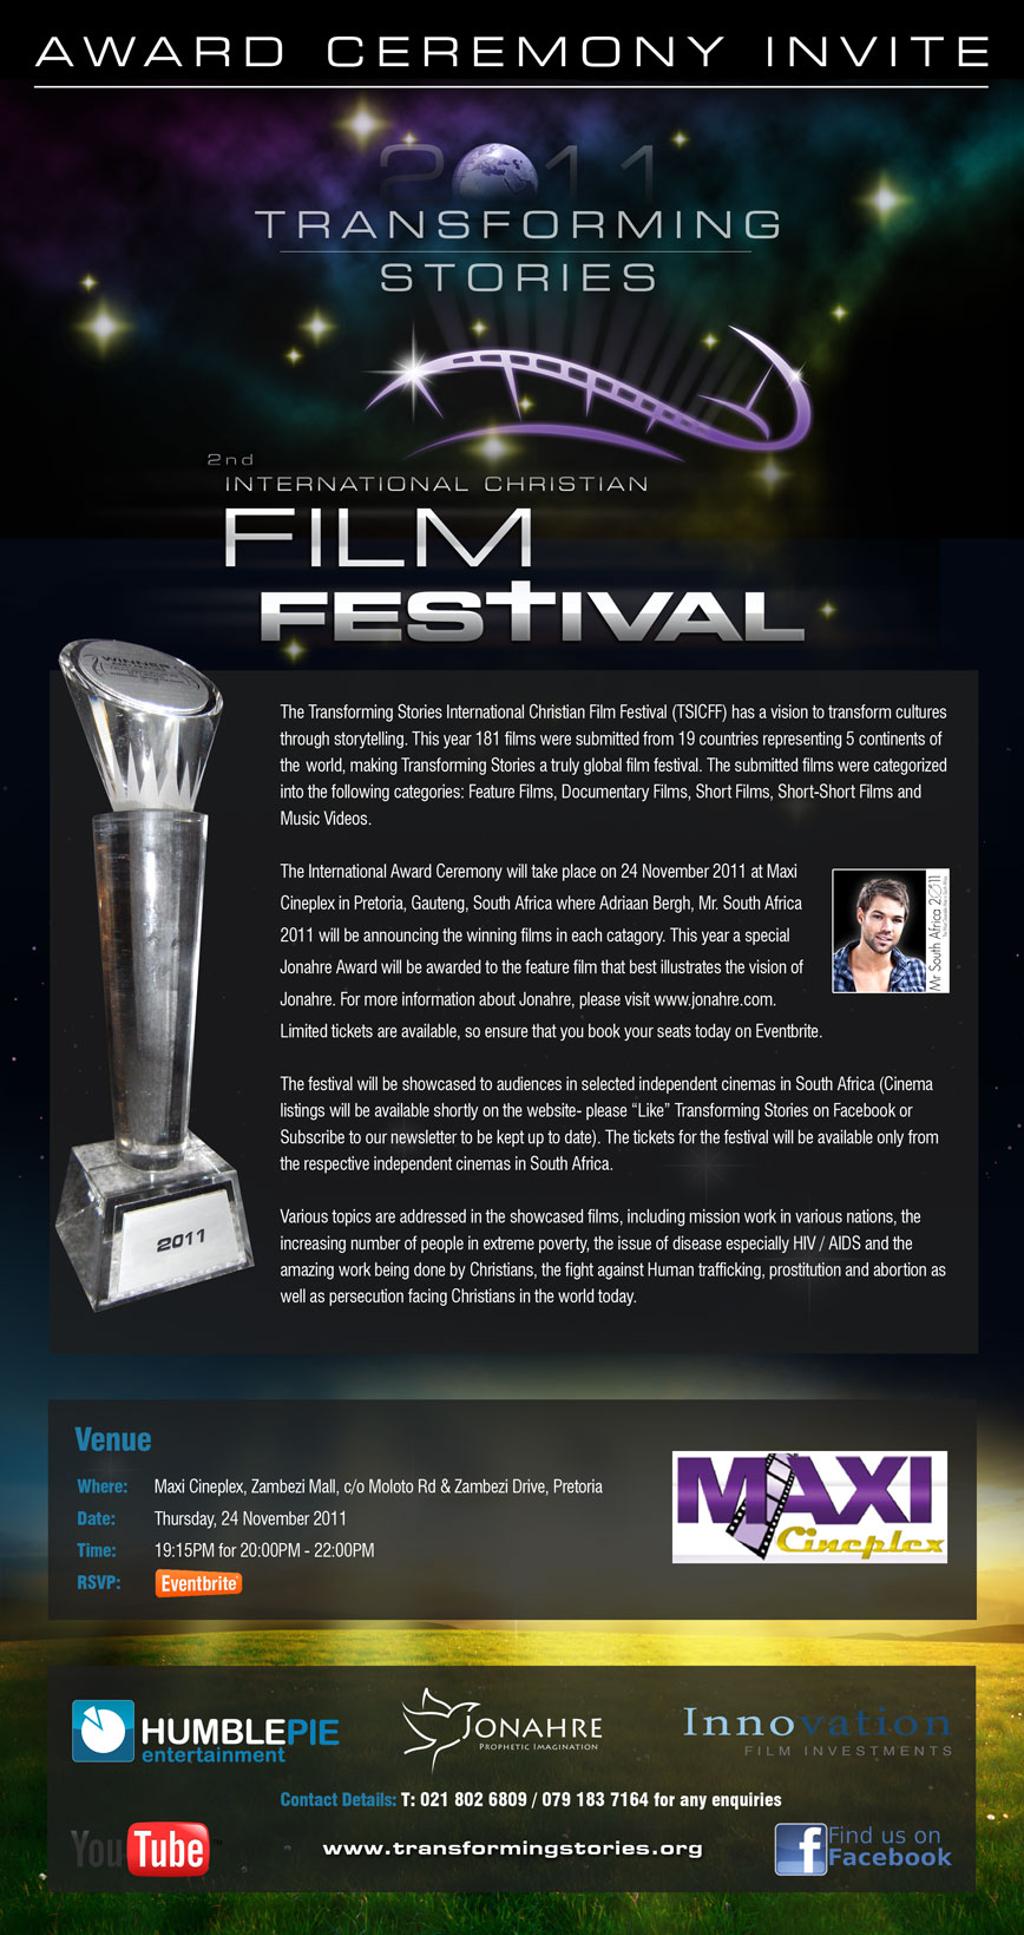 AWARD CEREMONY INVITE
2011
TRANSFORMING
STORIES
2nd
INTERNATIONAL CHRISTIAN
FILM
FESTIVAL
WINNER
The Transforming Stories International Christian Film Festival (TSICFF) has a vision to transform cultures
through storytelling. This year 181 films were submitted from 19 countries representing 5 continents of
the world, making Transforming Stories a truly global film festival. The submitted films were categorized
into the following categories: Feature Films, Documentary Films, Short Films, Short-Short Films and
Music Videos.
The International Award Ceremony will take place on 24 November 2011 at Maxi
Cineplex in Pretoria, Gauteng, South Africa where Adriaan Bergh, Mr. South Africa
2011 will be announcing the winning films in each catagory. This year a special
Jonahre Award will be awarded to the feature film that best illustrates the vision of
Jonahre. For more information about Jonahre, please visit www.jonahre.com.
Limited tickets are available, so ensure that you book your seats today on Eventbrite.
Mr South Africa 2011
The festival will be showcased to audiences in selected independent cinemas in South Africa (Cinema
listings will be available shortly on the website- please “Like” Transforming Stories on Facebook or
Subscribe to our newsletter to be kept up to date). The tickets for the festival will be available only from
the respective independent cinemas in South Africa.
Various topics are addressed in the showcased films, including mission work in various nations, the
increasing number of people in extreme poverty, the issue of disease especially HIV / AIDS and the
amazing work being done by Christians, the fight against Human trafficking, prostitution and abortion as
well as persecution facing Christians in the world today.
2011
Venue
Where: Maxi Cineplex, Zambezi Mall, c/o Moloto Rd & Zambezi Drive, Pretoria
Date: Thursday, 24 November 2011
Time: 19:15PM for 20:00PM - 22:00PM
RSVP: Eventbrite
MAXI
Cineplex
HUMBLEPIE
entertainment
JONAHRE
PROPHETIC IMAGINATION
Innovation
FILM INVESTMENTS
Contact Details: T: 021 802 6809 / 079 183 7164 for any enquiries
YouTube
www.transformingstories.org
Find us on
Facebook